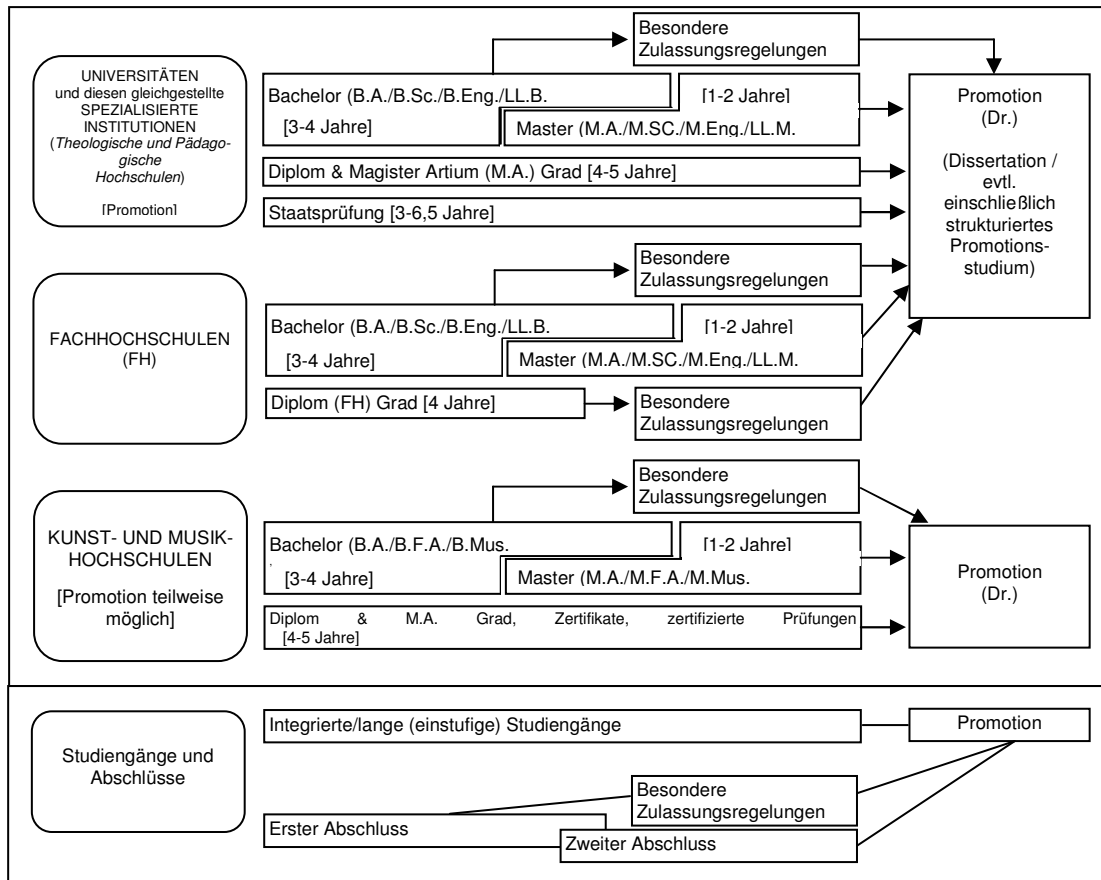 UNIVERSITÄTEN
und diesen gleichgestellte
SPEZIALISIERTE
INSTITUTIONEN
(Theologische und Pädago-
gische
Hochschulen)
[Promotion]
Besondere
Zulassungsregelungen
Bachelor (B.A./B.Sc./B.Eng./LL.B.
[3-4 Jahre]
[1-2 Jahre]
Master (M.A./M.SC./M.Eng./LL.M.
Diplom & Magister Artium (M.A.) Grad [4-5 Jahre]
Staatsprüfung [3-6,5 Jahre]
Promotion
(Dr.)
(Dissertation /
evtl.
einschließlich
strukturiertes
Promotions-
studium)
FACHHOCHSCHULEN
(FH)
Besondere
Zulassungsregelungen
Bachelor (B.A./B.Sc./B.Eng./LL.B.
[3-4 Jahre]
[1-2 Jahre]
Master (M.A./M.SC./M.Eng./LL.M.
Diplom (FH) Grad [4 Jahre]
Besondere
Zulassungsregelungen
KUNST- UND MUSIK-
HOCHSCHULEN
[Promotion teilweise
möglich]
Besondere
Zulassungsregelungen
Bachelor (B.A./B.F.A./B.Mus.
[3-4 Jahre]
[1-2 Jahre]
Master (M.A./M.F.A./M.Mus.
Diplom & M.A. Grad, Zertifikate, zertifizierte Prüfungen
[4-5 Jahre]
Promotion
(Dr.)
Studiengänge und
Abschlüsse
Integrierte/lange (einstufige) Studiengänge
Promotion
Besondere
Zulassungsregelungen
Erster Abschluss
Zweiter Abschluss